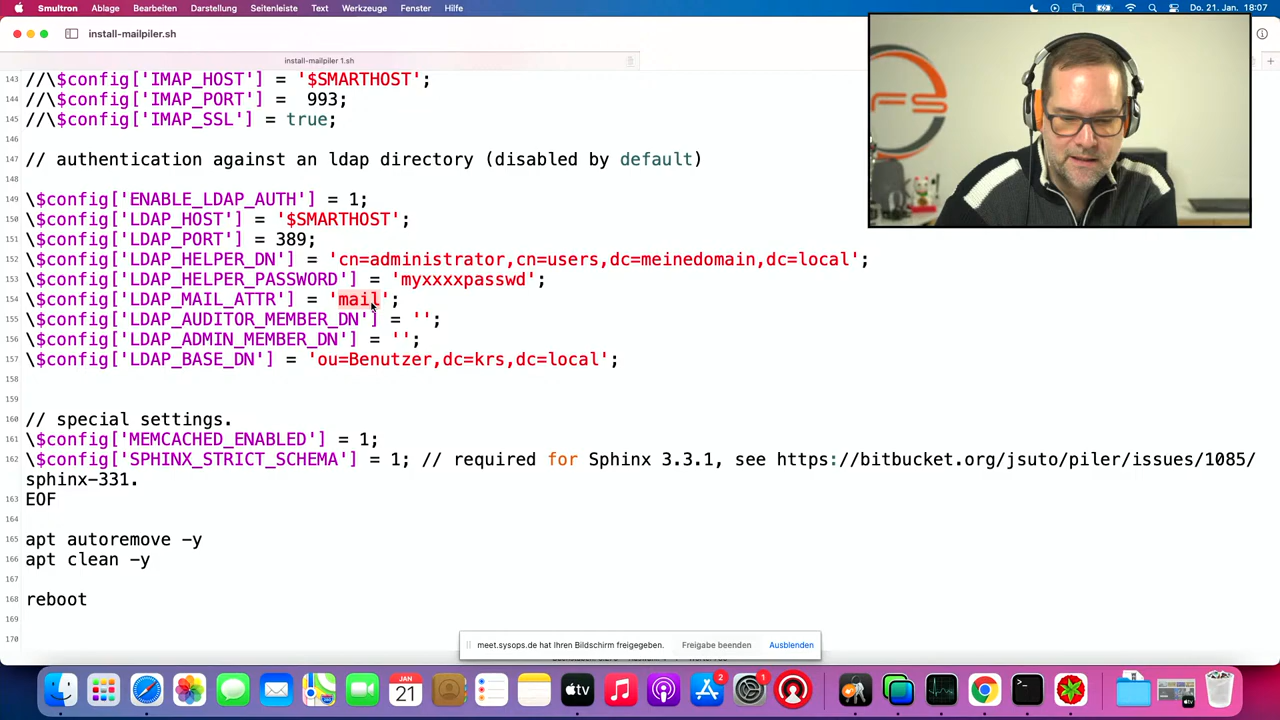 Smultron Ablage Bearbeiten Darstellung Seitenleiste Text Werkzeuge Fenster Hilfe Do. 21. Jan. 18:07
install-mailpiler.sh
install-mailpiler 1.sh
143 //\$config['IMAP_HOST'] = '$SMARTHOST';
144 //\$config['IMAP_PORT'] =  993;
145 //\$config['IMAP_SSL'] = true;
146
147 // authentication against an ldap directory (disabled by default)
148
149 \$config['ENABLE_LDAP_AUTH'] = 1;
150 \$config['LDAP_HOST'] = '$SMARTHOST';
151 \$config['LDAP_PORT'] = 389;
152 \$config['LDAP_HELPER_DN'] = 'cn=administrator,cn=users,dc=meinedomain,dc=local';
153 \$config['LDAP_HELPER_PASSWORD'] = 'myxxxxpasswd';
154 \$config['LDAP_MAIL_ATTR'] = 'mail';
155 \$config['LDAP_AUDITOR_MEMBER_DN'] = '';
156 \$config['LDAP_ADMIN_MEMBER_DN'] = '';
157 \$config['LDAP_BASE_DN'] = 'ou=Benutzer,dc=krs,dc=local';
158
159
160 // special settings.
161 \$config['MEMCACHED_ENABLED'] = 1;
162 \$config['SPHINX_STRICT_SCHEMA'] = 1; // required for Sphinx 3.3.1, see https://bitbucket.org/jsuto/piler/issues/1085/
sphinx-331.
163 EOF
164
165 apt autoremove -y
166 apt clean -y
167
168 reboot
169
170
meet.sysops.de hat Ihren Bildschirm freigegeben. Freigabe beenden Ausblenden
JAN
21
2
1